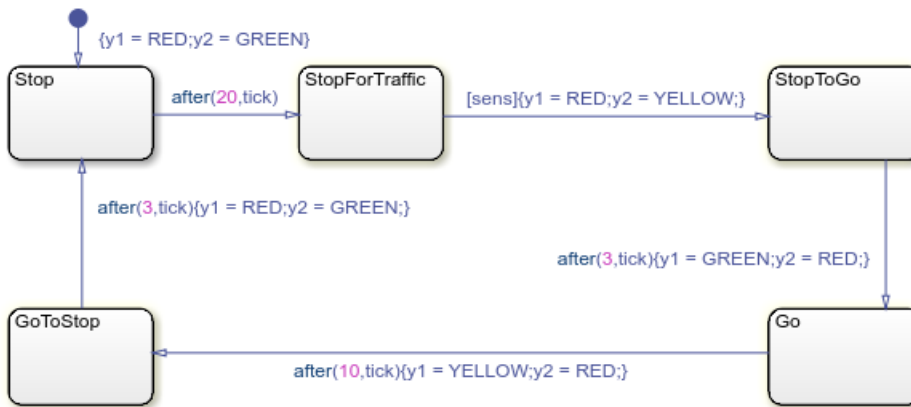 {y1 = RED;y2 = GREEN}
Stop
StopForTraffic
StopToGo
after(20,tick)
[sens]{y1 = RED;y2 = YELLOW;}
after(3,tick){y1 = RED;y2 = GREEN;}
after(3,tick){y1 = GREEN;y2 = RED;}
GoToStop
Go
after(10,tick){y1 = YELLOW;y2 = RED;}